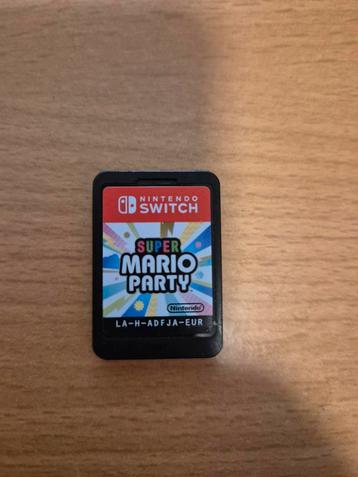 NINTENDO
SWITCH
SUPER
MARIO
PARTY
Nintendo
LA-H-ADFJA-EUR